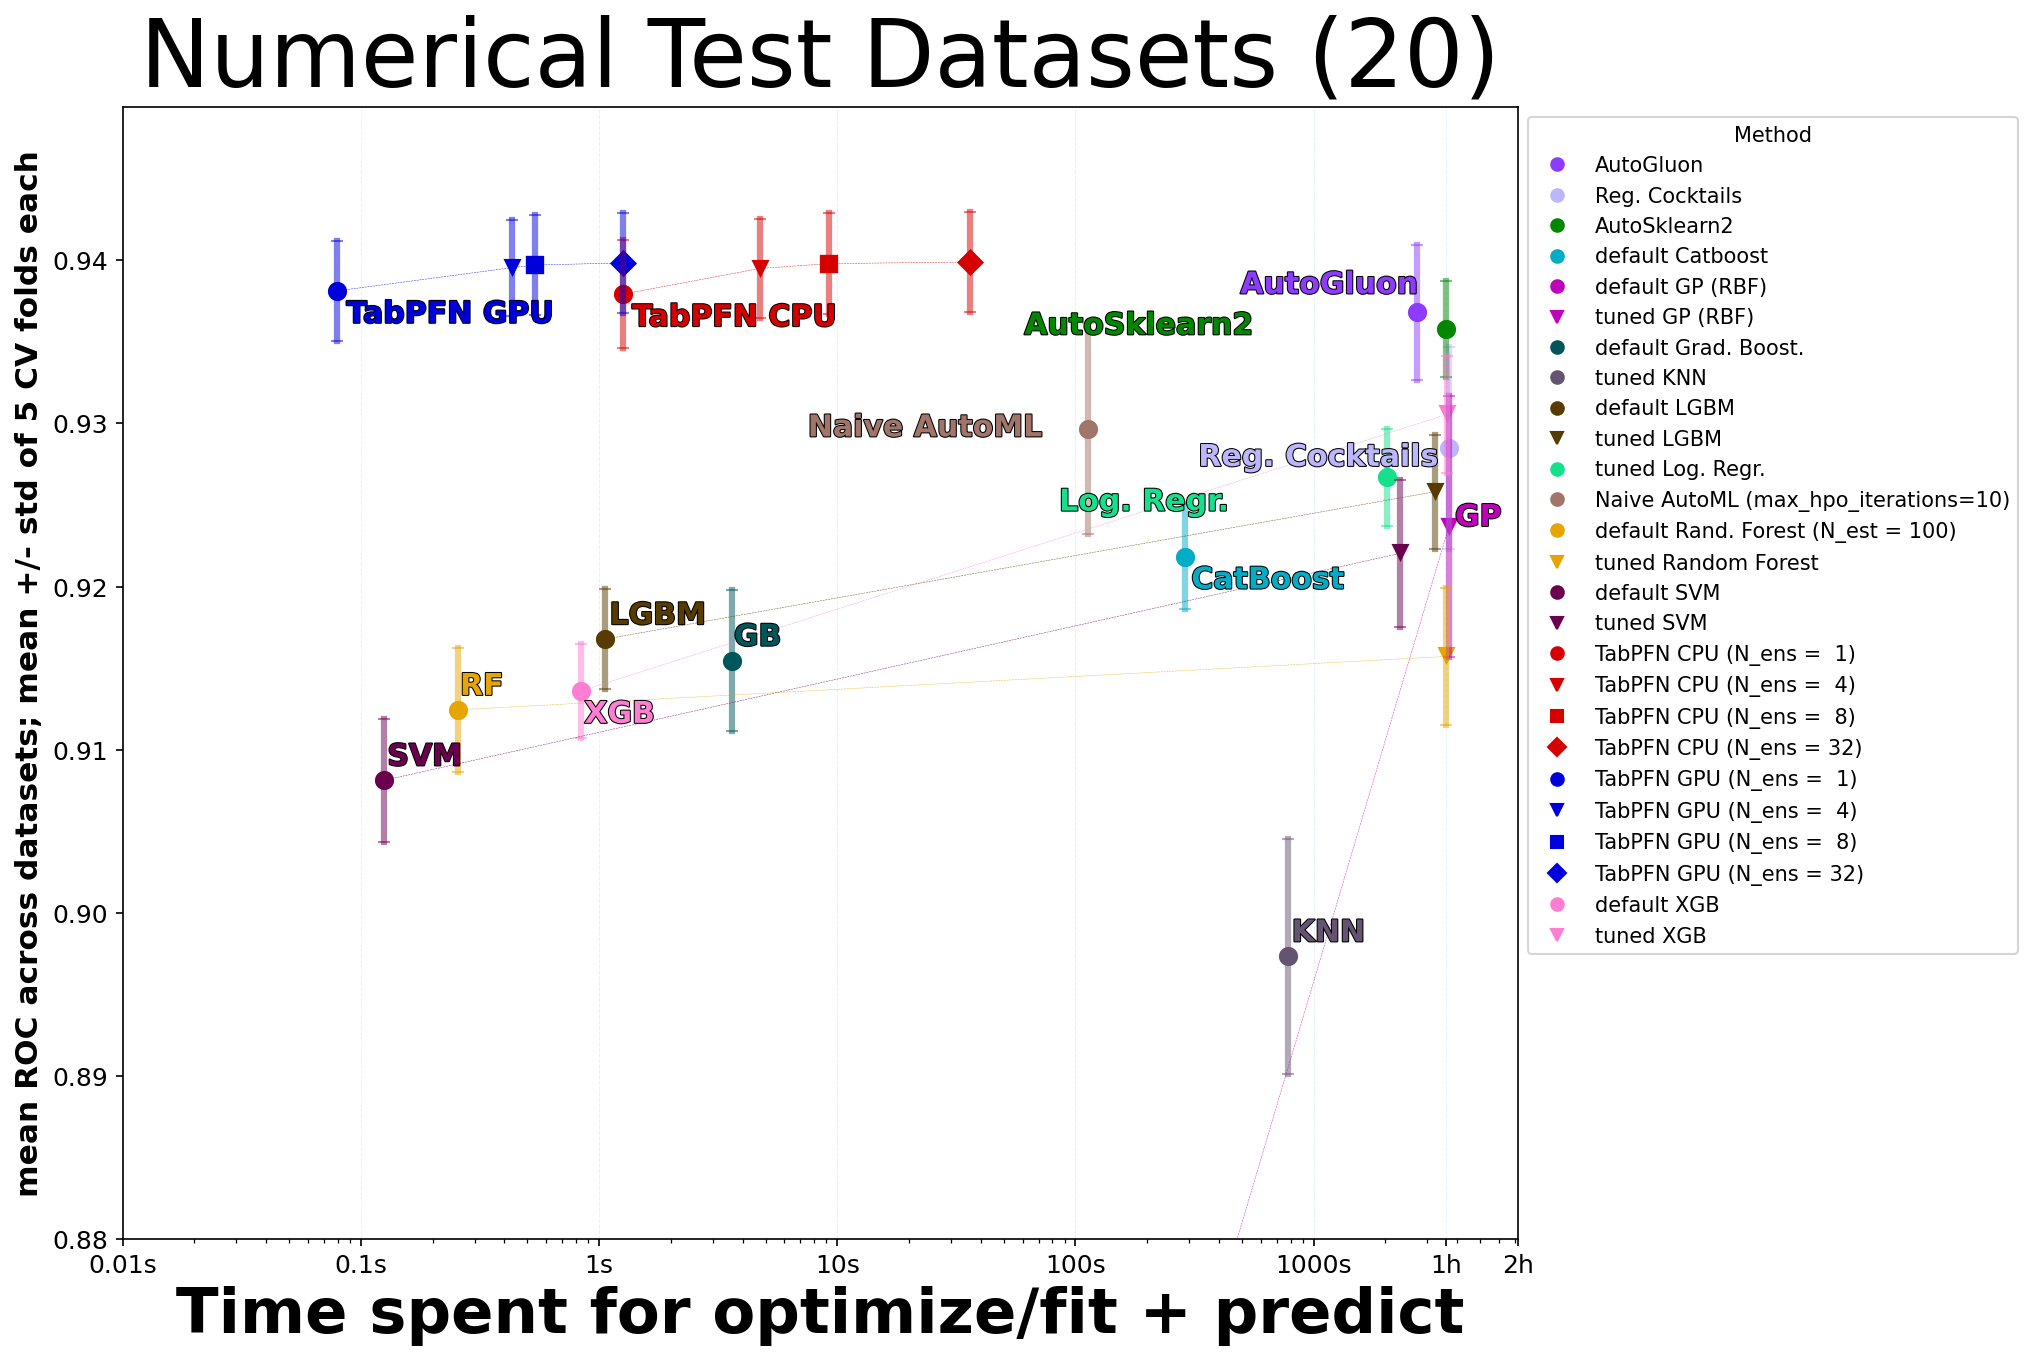 Numerical Test Datasets (20)
mean ROC across datasets; mean +/- std of 5 CV folds each
0.94
0.93
0.92
0.91
0.90
0.89
0.88
TabPFN GPU
TabPFN CPU
AutoGluon
AutoSklearn2
Naive AutoML
Reg. Cocktails
Log. Regr.
GP
CatBoost
LGBM
GB
RF
XGB
SVM
KNN
0.01s
0.1s
1s
10s
100s
1000s
1h
2h
Time spent for optimize/fit + predict
Method
AutoGluon
Reg. Cocktails
AutoSklearn2
default Catboost
default GP (RBF)
tuned GP (RBF)
default Grad. Boost.
tuned KNN
default LGBM
tuned LGBM
tuned Log. Regr.
Naive AutoML (max_hpo_iterations=10)
default Rand. Forest (N_est = 100)
tuned Random Forest
default SVM
tuned SVM
TabPFN CPU (N_ens =  1)
TabPFN CPU (N_ens =  4)
TabPFN CPU (N_ens =  8)
TabPFN CPU (N_ens = 32)
TabPFN GPU (N_ens =  1)
TabPFN GPU (N_ens =  4)
TabPFN GPU (N_ens =  8)
TabPFN GPU (N_ens = 32)
default XGB
tuned XGB